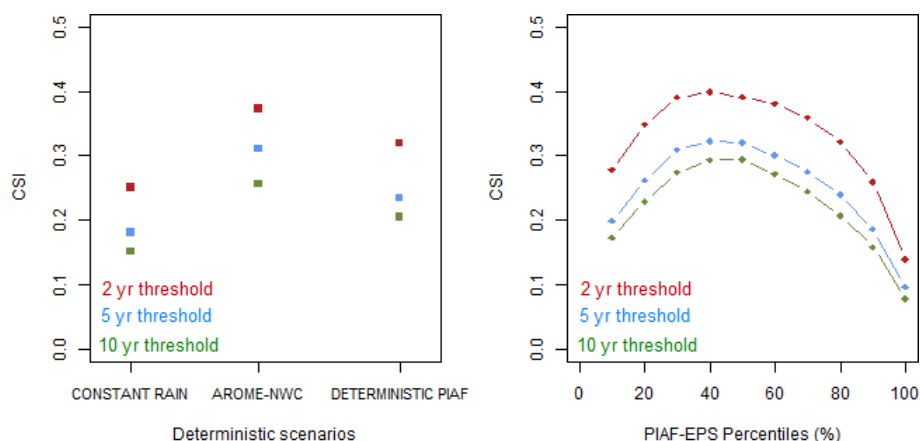 CSI
0.5
0.4
0.3
0.2
0.1
0.0
2 yr threshold
5 yr threshold
10 yr threshold
CONSTANT RAIN AROME-NWC DETERMINISTIC PIAF
Deterministic scenarios
CSI
0.5
0.4
0.3
0.2
0.1
0.0
2 yr threshold
5 yr threshold
10 yr threshold
0 20 40 60 80 100
PIAF-EPS Percentiles (%)